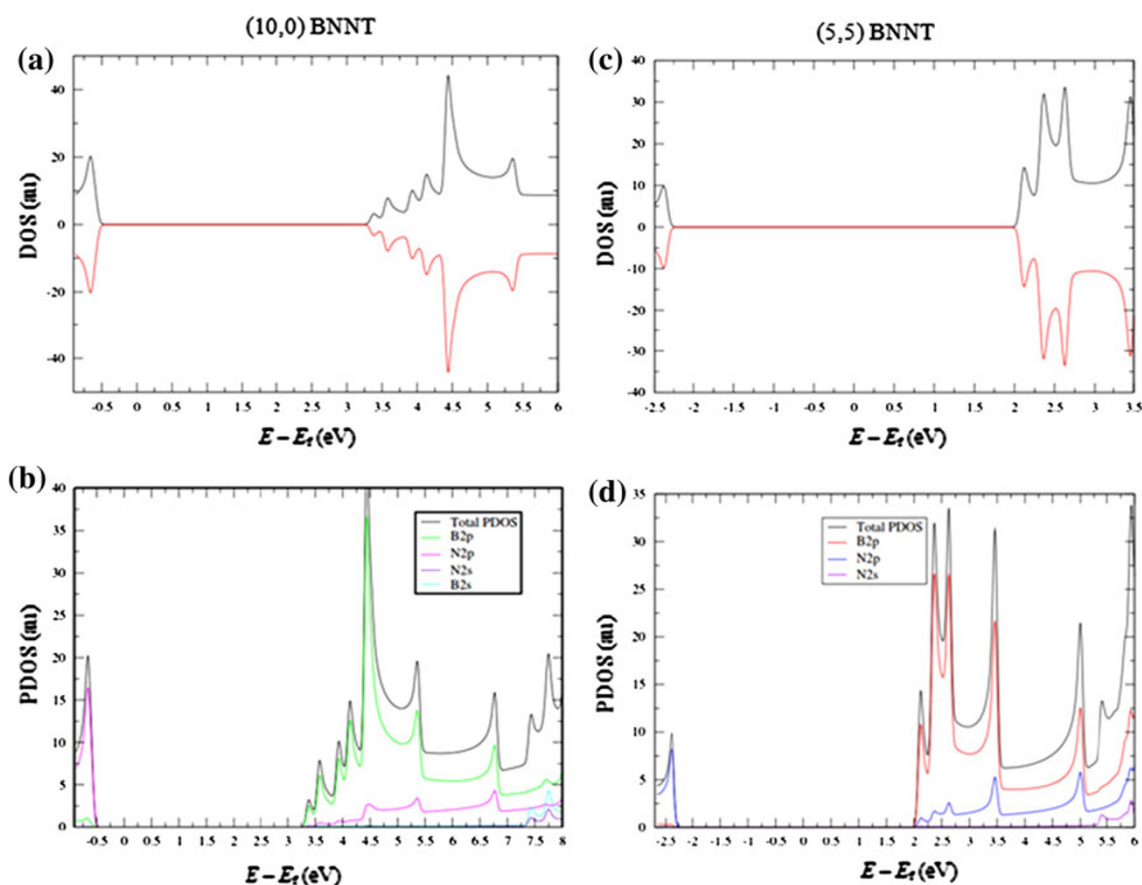 (10,0) BNNT
(5,5) BNNT
(a)
40
20
0
-20
-40
DOS (au)
-0.5 0 0.5 1 1.5 2 2.5 3 3.5 4 4.5 5 5.5 6
E – Ef (eV)
(c)
40
30
20
10
0
-10
-20
-30
-40
DOS (au)
-2.5 -2 -1.5 -1 -0.5 0 0.5 1 1.5 2 2.5 3 3.5
E – Ef (eV)
(b)
40
35
30
25
20
15
10
5
0
PDOS (au)
Total PDOS
B2p
N2p
N2s
B2s
-0.5 0 0.5 1 1.5 2 2.5 3 3.5 4 4.5 5 5.5 6 6.5 7 7.5 8
E – Ef (eV)
(d)
35
30
25
20
15
10
5
0
PDOS (au)
Total PDOS
B2p
N2p
N2s
-2.5 -2 -1.5 -1 -0.5 0 0.5 1 1.5 2 2.5 3 3.5 4 4.5 5 5.5 6
E – Ef (eV)